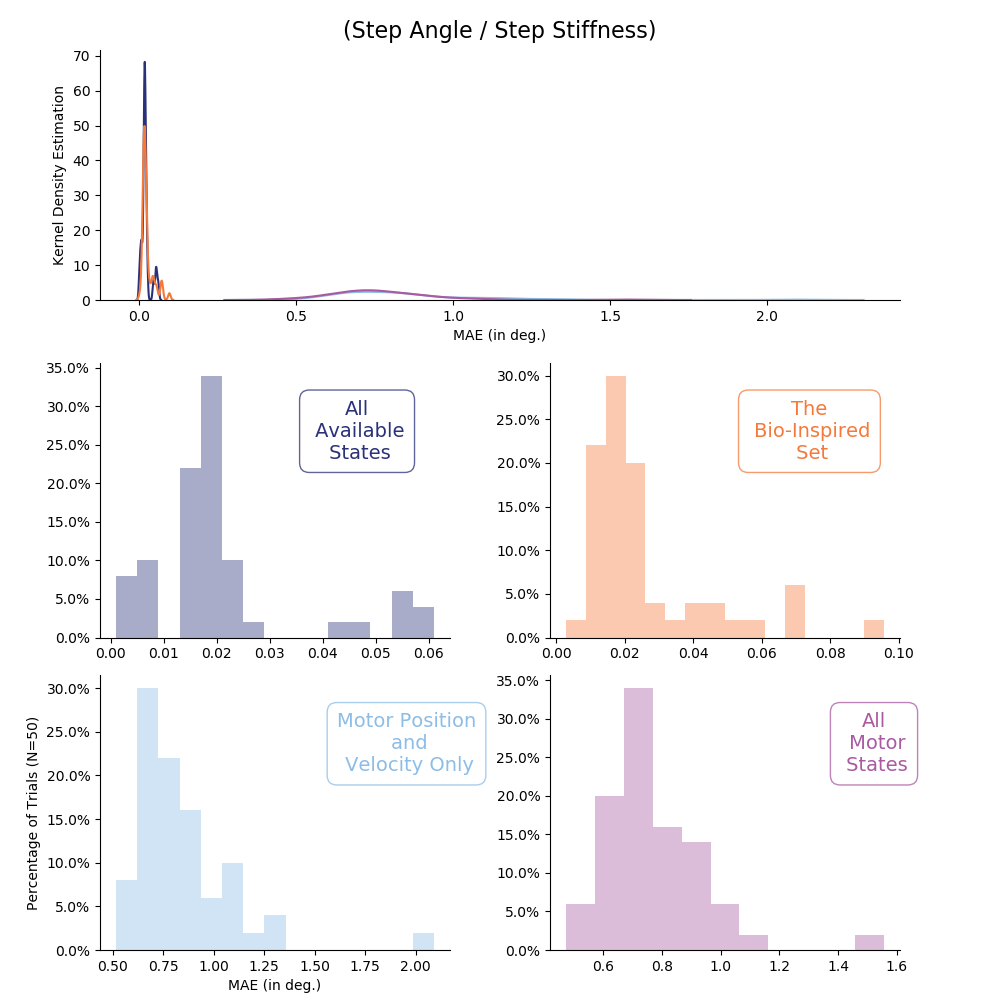 (Step Angle / Step Stiffness)
Kernel Density Estimation
70
60
50
40
30
20
10
0
0.0 0.5 1.0 1.5 2.0
MAE (in deg.)
35.0%
30.0%
25.0%
20.0%
15.0%
10.0%
5.0%
0.0%
0.00 0.01 0.02 0.03 0.04 0.05 0.06
All
Available
States
30.0%
25.0%
20.0%
15.0%
10.0%
5.0%
0.0%
0.00 0.02 0.04 0.06 0.08 0.10
The
Bio-Inspired
Set
Percentage of Trials (N=50)
30.0%
25.0%
20.0%
15.0%
10.0%
5.0%
0.0%
0.50 0.75 1.00 1.25 1.50 1.75 2.00
MAE (in deg.)
Motor Position
and
Velocity Only
35.0%
30.0%
25.0%
20.0%
15.0%
10.0%
5.0%
0.0%
0.6 0.8 1.0 1.2 1.4 1.6
All
Motor
States